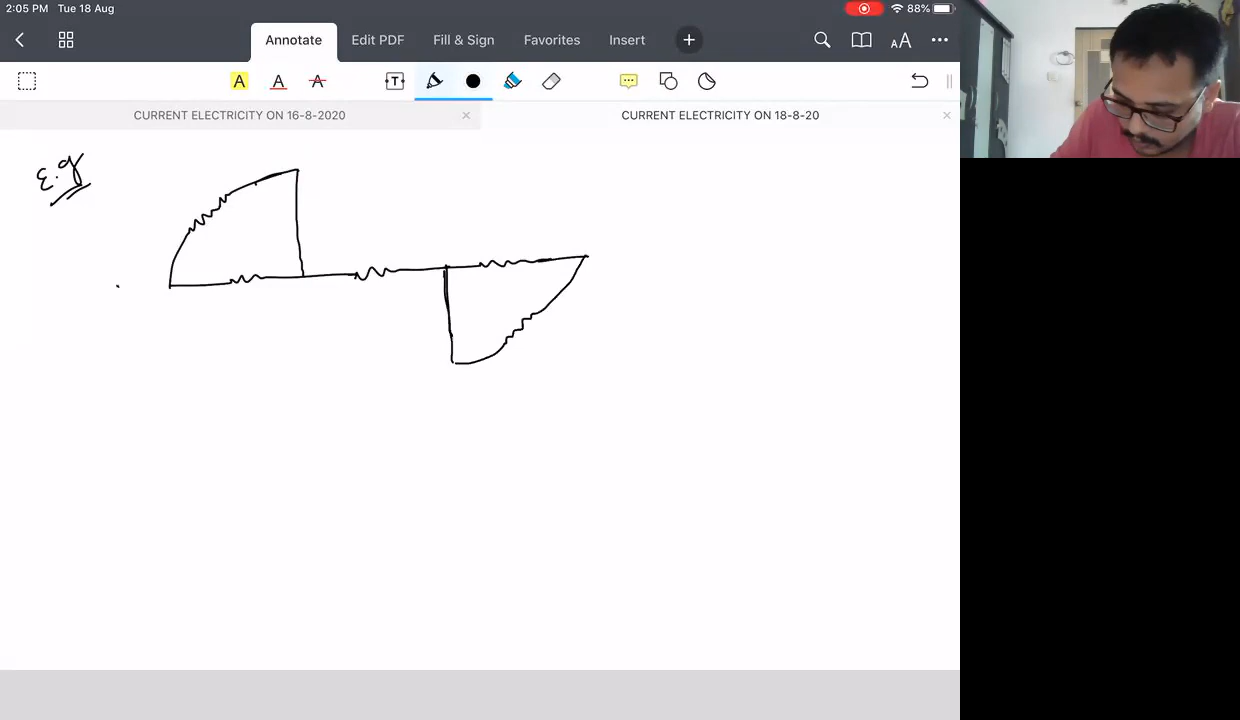 2:05 PM Tue 18 Aug
88%
Annotate Edit PDF Fill & Sign Favorites Insert
AA
A A A T
CURRENT ELECTRICITY ON 16-8-2020
CURRENT ELECTRICITY ON 18-8-20
E.g